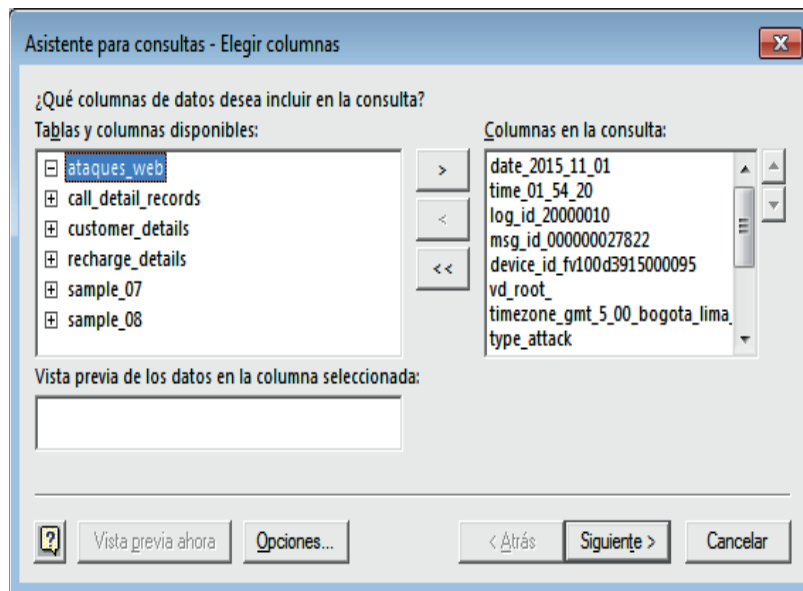 Asistente para consultas - Elegir columnas
¿Qué columnas de datos desea incluir en la consulta?
Tablas y columnas disponibles:
ataques_web
call_detail_records
customer_details
recharge_details
sample_07
sample_08
>
<
<<
Columnas en la consulta:
date_2015_11_01
time_01_54_20
log_id_20000010
msg_id_000000027822
device_id_fv100d3915000095
vd_root_
timezone_gmt_5_00_bogota_lima_
type_attack
Vista previa de los datos en la columna seleccionada:
?
Vista previa ahora
Opciones...
< Atrás
Siguiente >
Cancelar